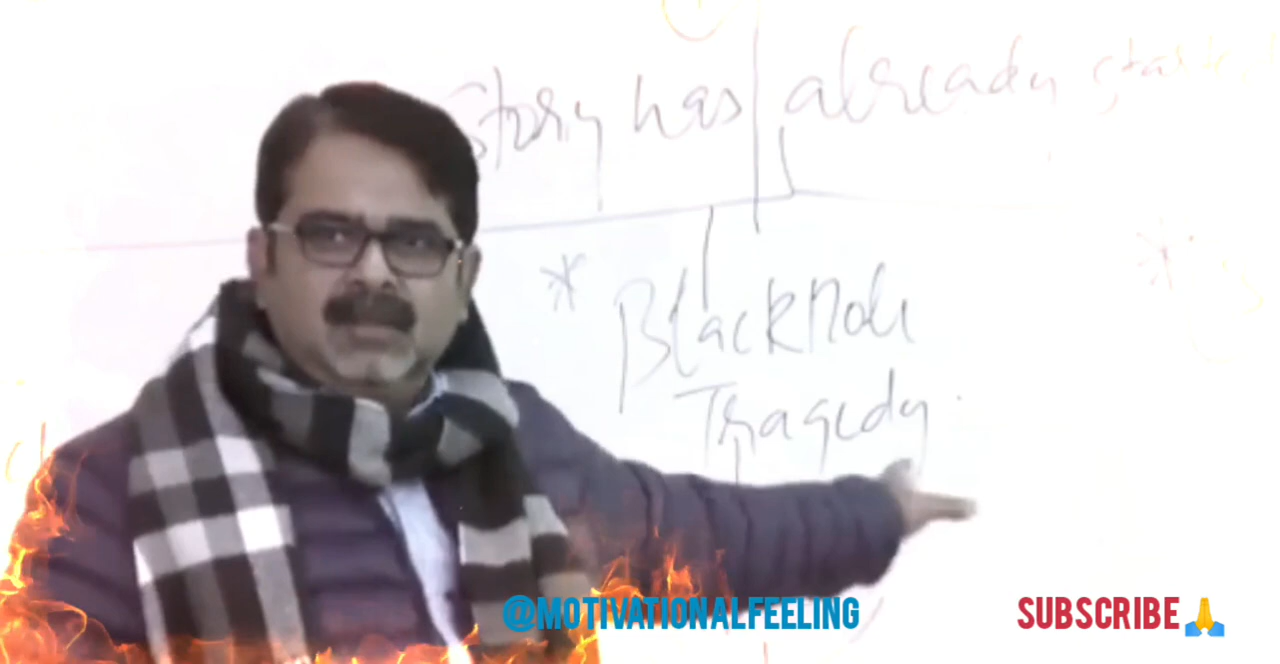 Story has already
*
Black Hole
Tragedy.
*
@MOTIVATIONALFEELING
SUBSCRIBE🙏